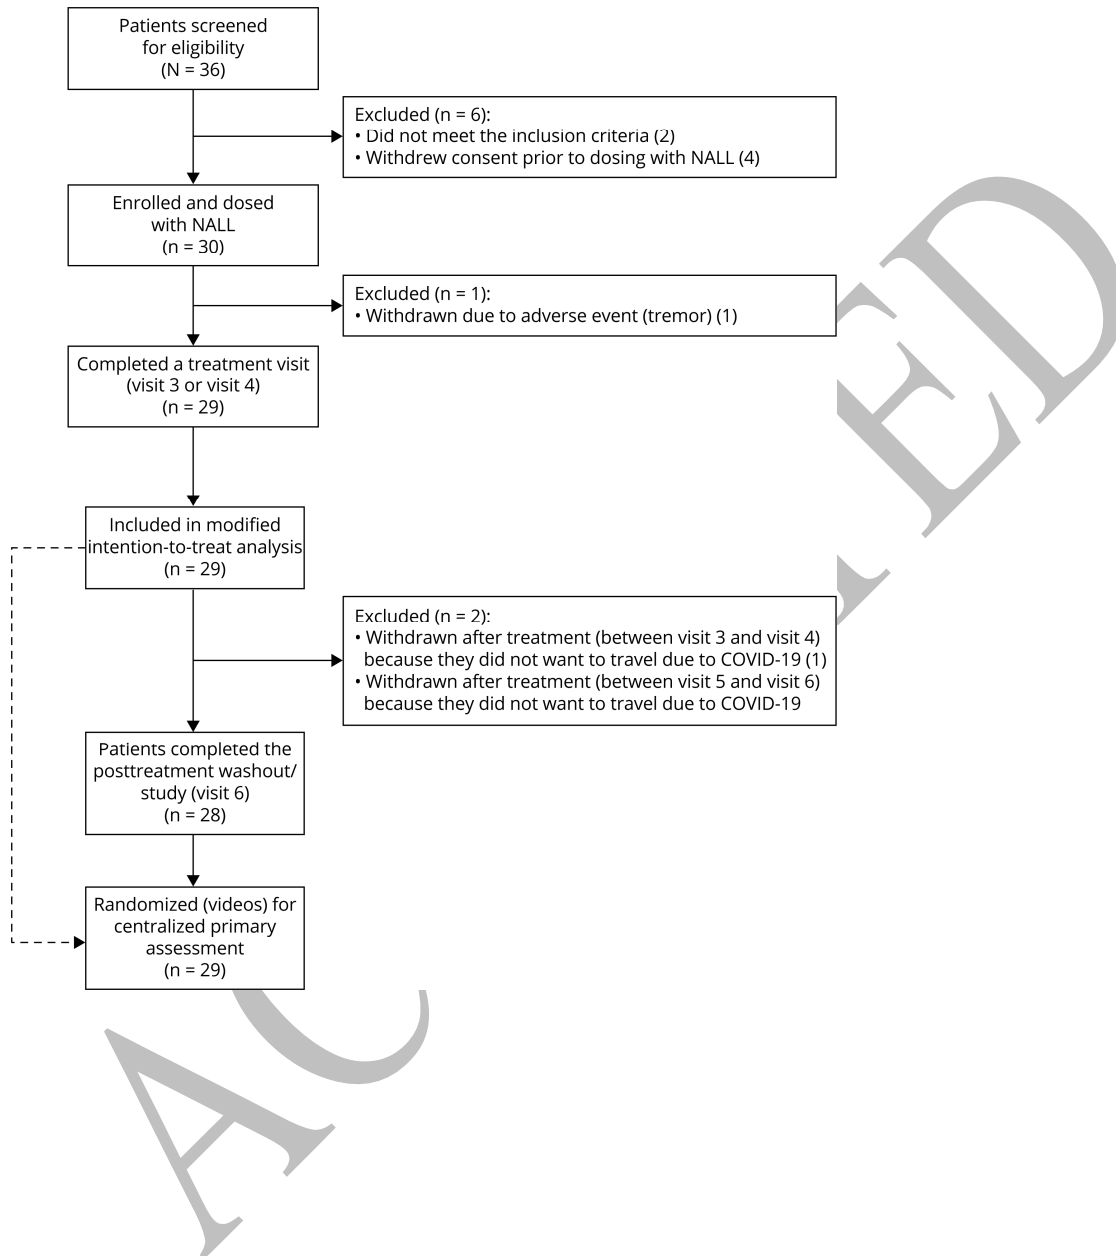 Patients screened
for eligibility
(N = 36)
Excluded (n = 6):
• Did not meet the inclusion criteria (2)
• Withdrew consent prior to dosing with NALL (4)
Enrolled and dosed
with NALL
(n = 30)
Excluded (n = 1):
• Withdrawn due to adverse event (tremor) (1)
Completed a treatment visit
(visit 3 or visit 4)
(n = 29)
Included in modified
intention-to-treat analysis
(n = 29)
Excluded (n = 2):
• Withdrawn after treatment (between visit 3 and visit 4)
because they did not want to travel due to COVID-19 (1)
• Withdrawn after treatment (between visit 5 and visit 6)
because they did not want to travel due to COVID-19
Patients completed the
posttreatment washout/
study (visit 6)
(n = 28)
Randomized (videos) for
centralized primary
assessment
(n = 29)